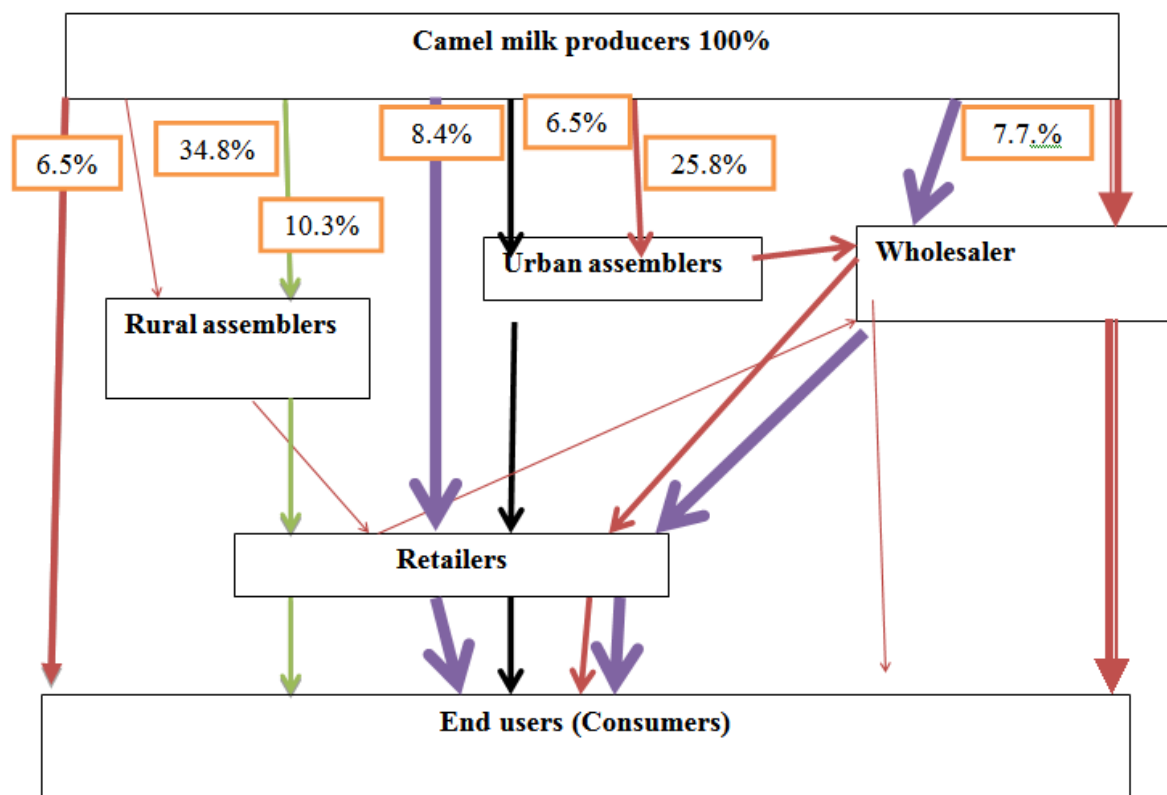 Camel milk producers 100%
6.5%
34.8%
8.4%
6.5%
25.8%
7.7.%
10.3%
Urban assemblers
Wholesaler
Rural assemblers
Retailers
End users (Consumers)